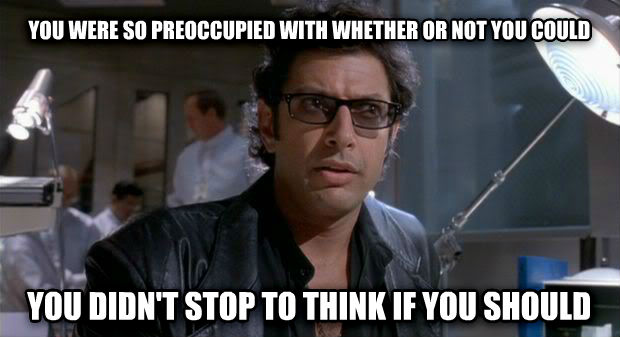 YOU WERE SO PREOCCUPIED WITH WHETHER OR NOT YOU COULD
YOU DIDN'T STOP TO THINK IF YOU SHOULD